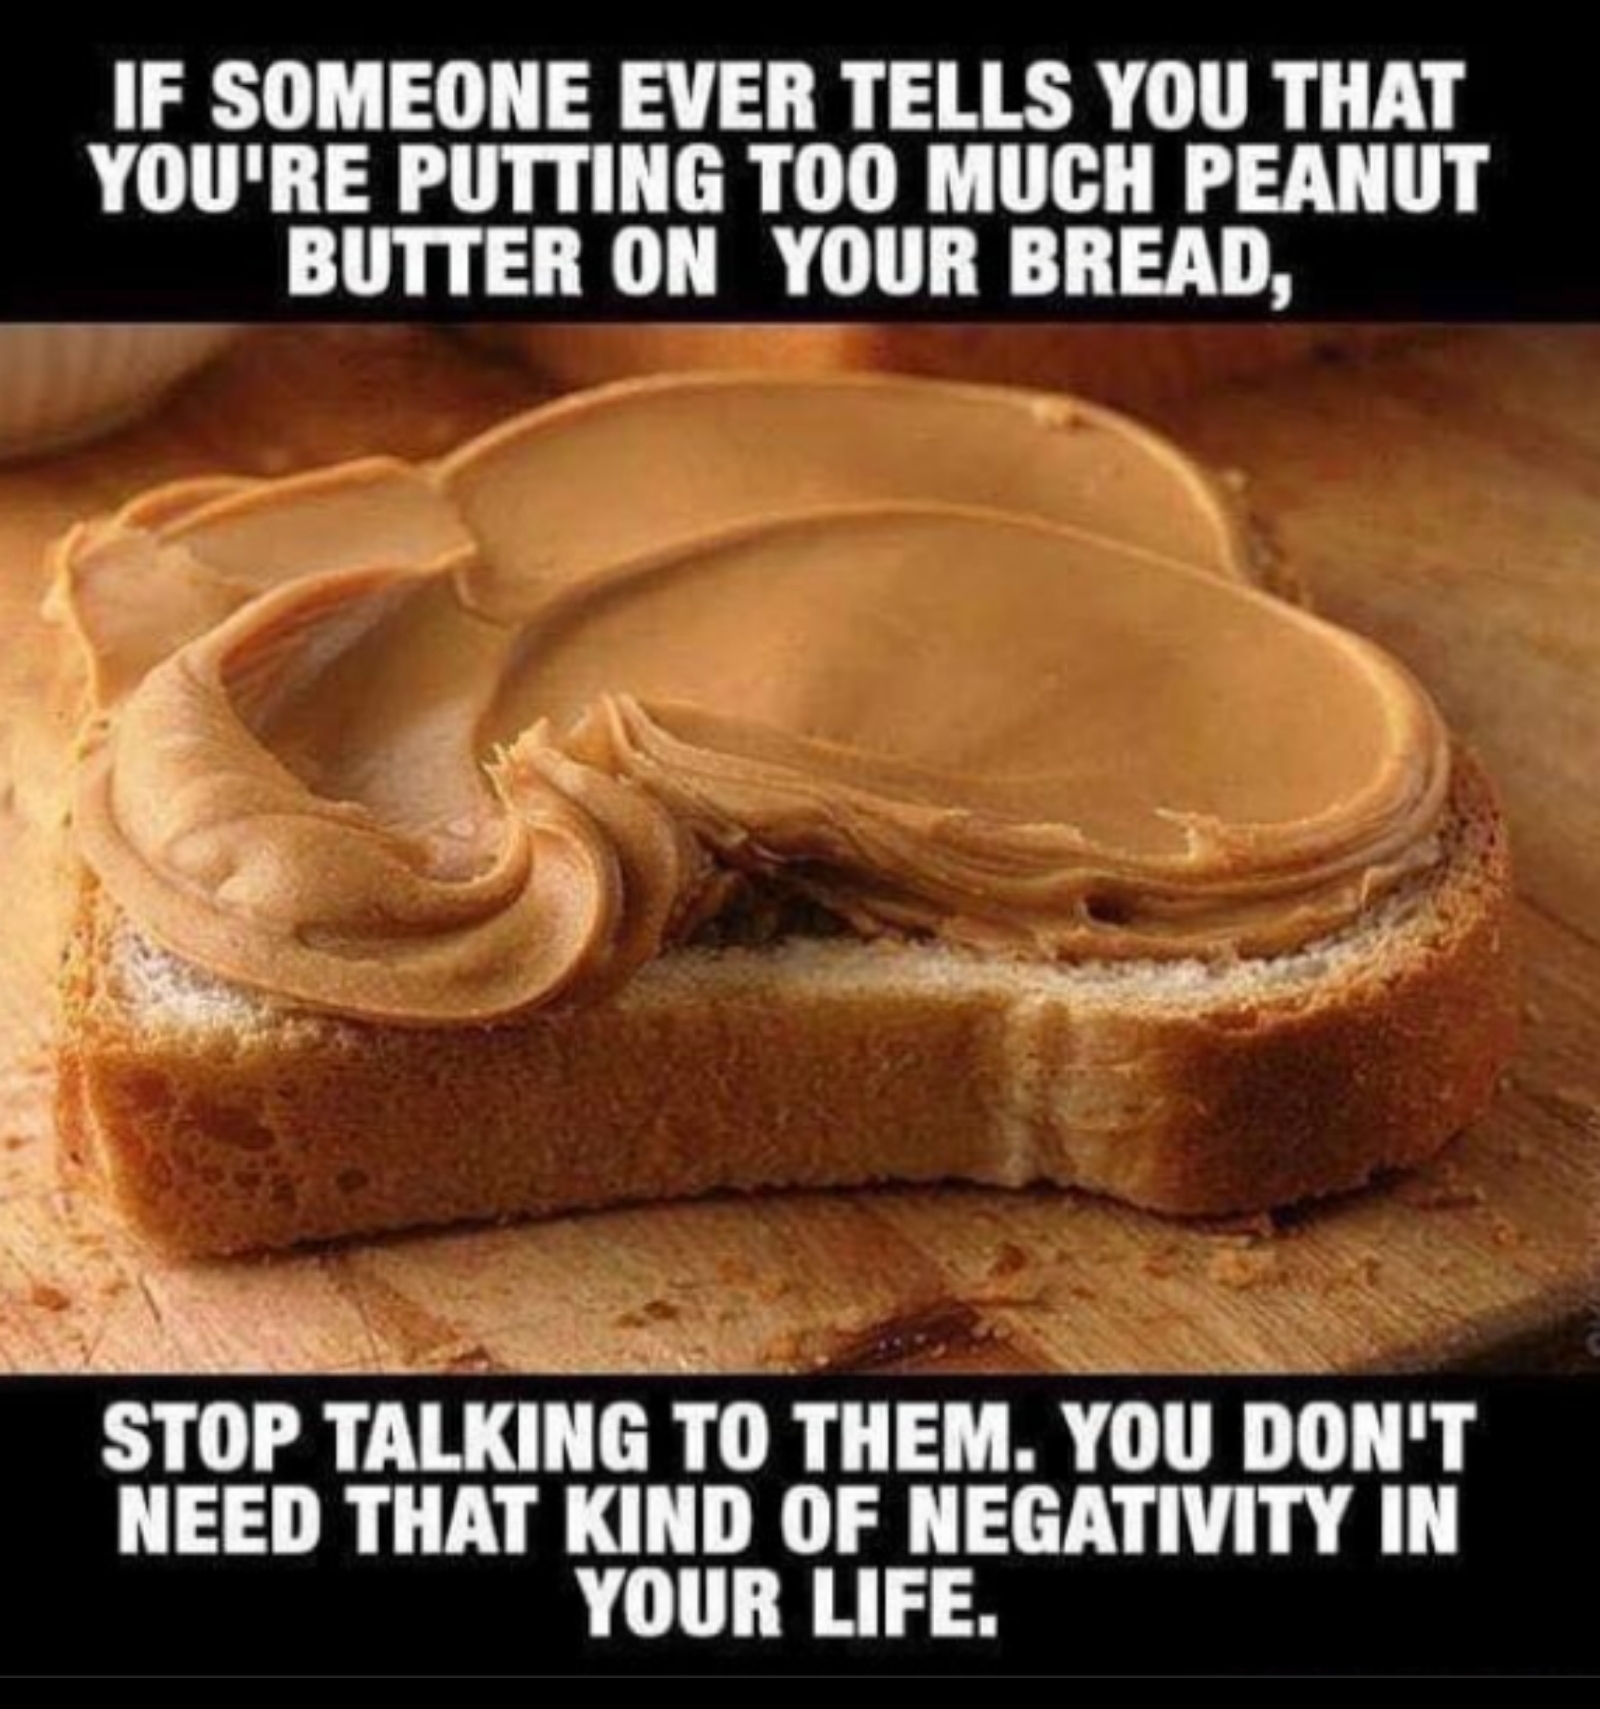 IF SOMEONE EVER TELLS YOU THAT
YOU'RE PUTTING TOO MUCH PEANUT
BUTTER ON YOUR BREAD,
STOP TALKING TO THEM. YOU DON'T
NEED THAT KIND OF NEGATIVITY IN
YOUR LIFE.